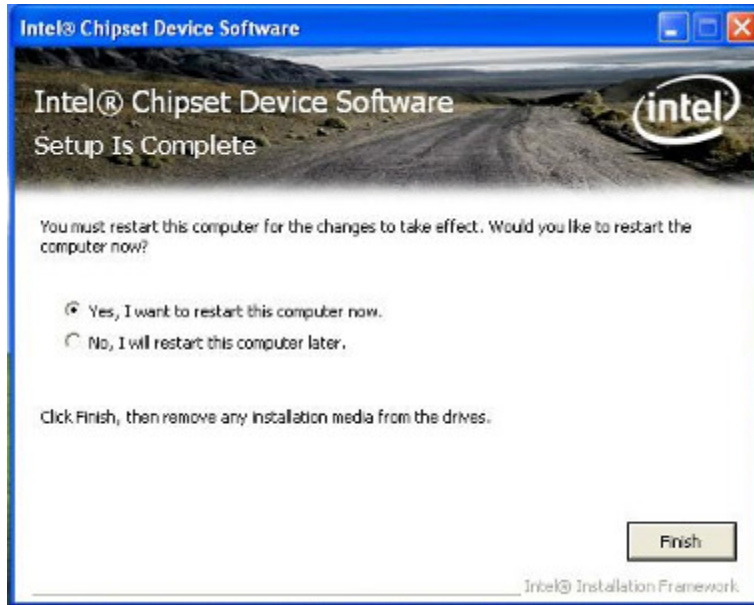 Intel® Chipset Device Software
Intel® Chipset Device Software
intel
Setup Is Complete
You must restart this computer for the changes to take effect. Would you like to restart the
computer now?
Yes, I want to restart this computer now.
No, I will restart this computer later.
Click Finish, then remove any installation media from the drives.
Finish
Intel® Installation Framework